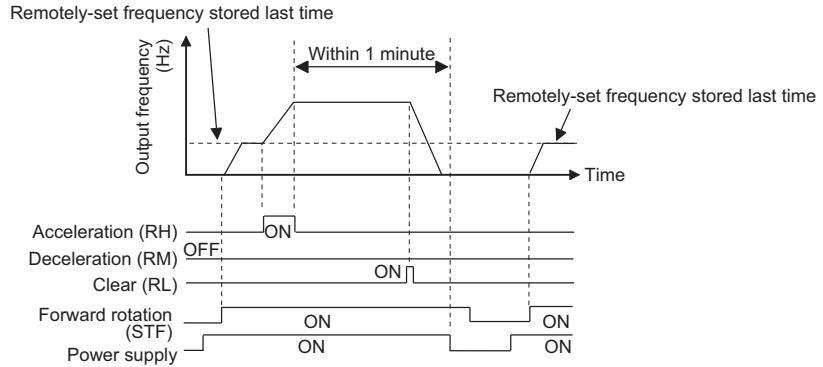 Remotely-set frequency stored last time
Within 1 minute
Output frequency
(Hz)
Remotely-set frequency stored last time
Time
Acceleration (RH)
ON
Deceleration (RM)
OFF
Clear (RL)
ON
Forward rotation
(STF)
ON
ON
Power supply
ON
ON